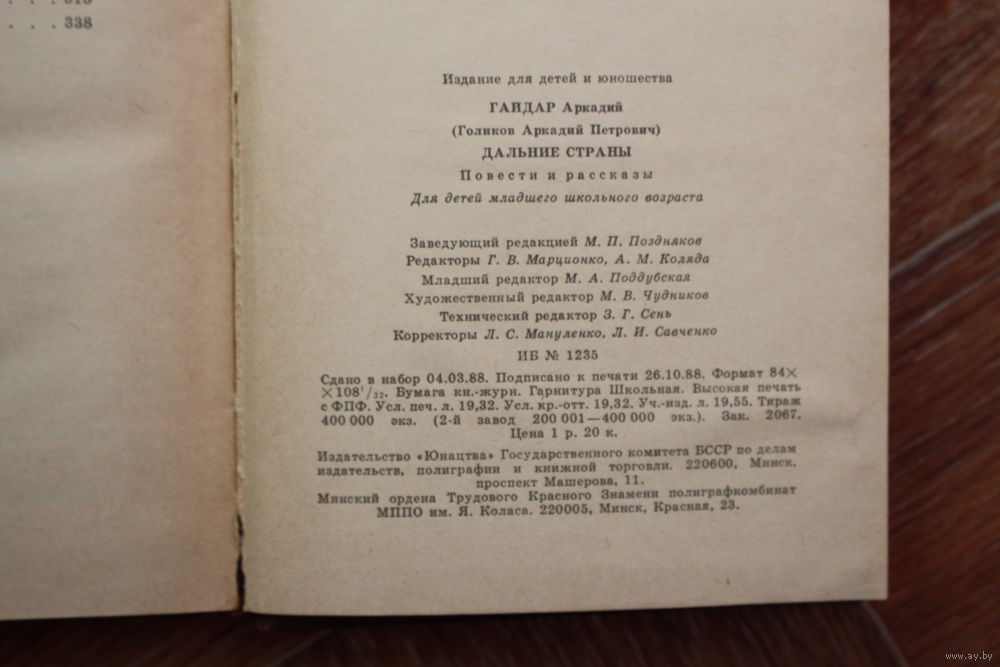 . . . 313
. . . 338
Издание для детей и юношества
ГАЙДАР Аркадий
(Голиков Аркадий Петрович)
ДАЛЬНИЕ СТРАНЫ
Повести и рассказы
Для детей младшего школьного возраста
Заведующий редакцией М. П. Поздняков
Редакторы Г. В. Марционко, А. М. Коляда
Младший редактор М. А. Поддубская
Художественный редактор М. В. Чудников
Технический редактор З. Г. Сень
Корректоры Л. С. Мануленко, Л. И. Савченко
ИБ № 1235
Сдано в набор 04.03.88. Подписано к печати 26.10.88. Формат 84×
×108¹/₃₂. Бумага кн.-журн. Гарнитура Школьная. Высокая печать
с ФПФ. Усл. печ. л. 19,32. Усл. кр.-отт. 19,32. Уч.-изд. л. 19,55. Тираж
400 000 экз. (2-й завод 200 001—400 000 экз.). Зак. 2067.
Цена 1 р. 20 к.
Издательство «Юнацтва» Государственного комитета БССР по делам
издательств, полиграфии и книжной торговли. 220600, Минск,
проспект Машерова, 11.
Минский ордена Трудового Красного Знамени полиграфкомбинат
МППО им. Я. Коласа. 220005, Минск, Красная, 23.
www.ay.by